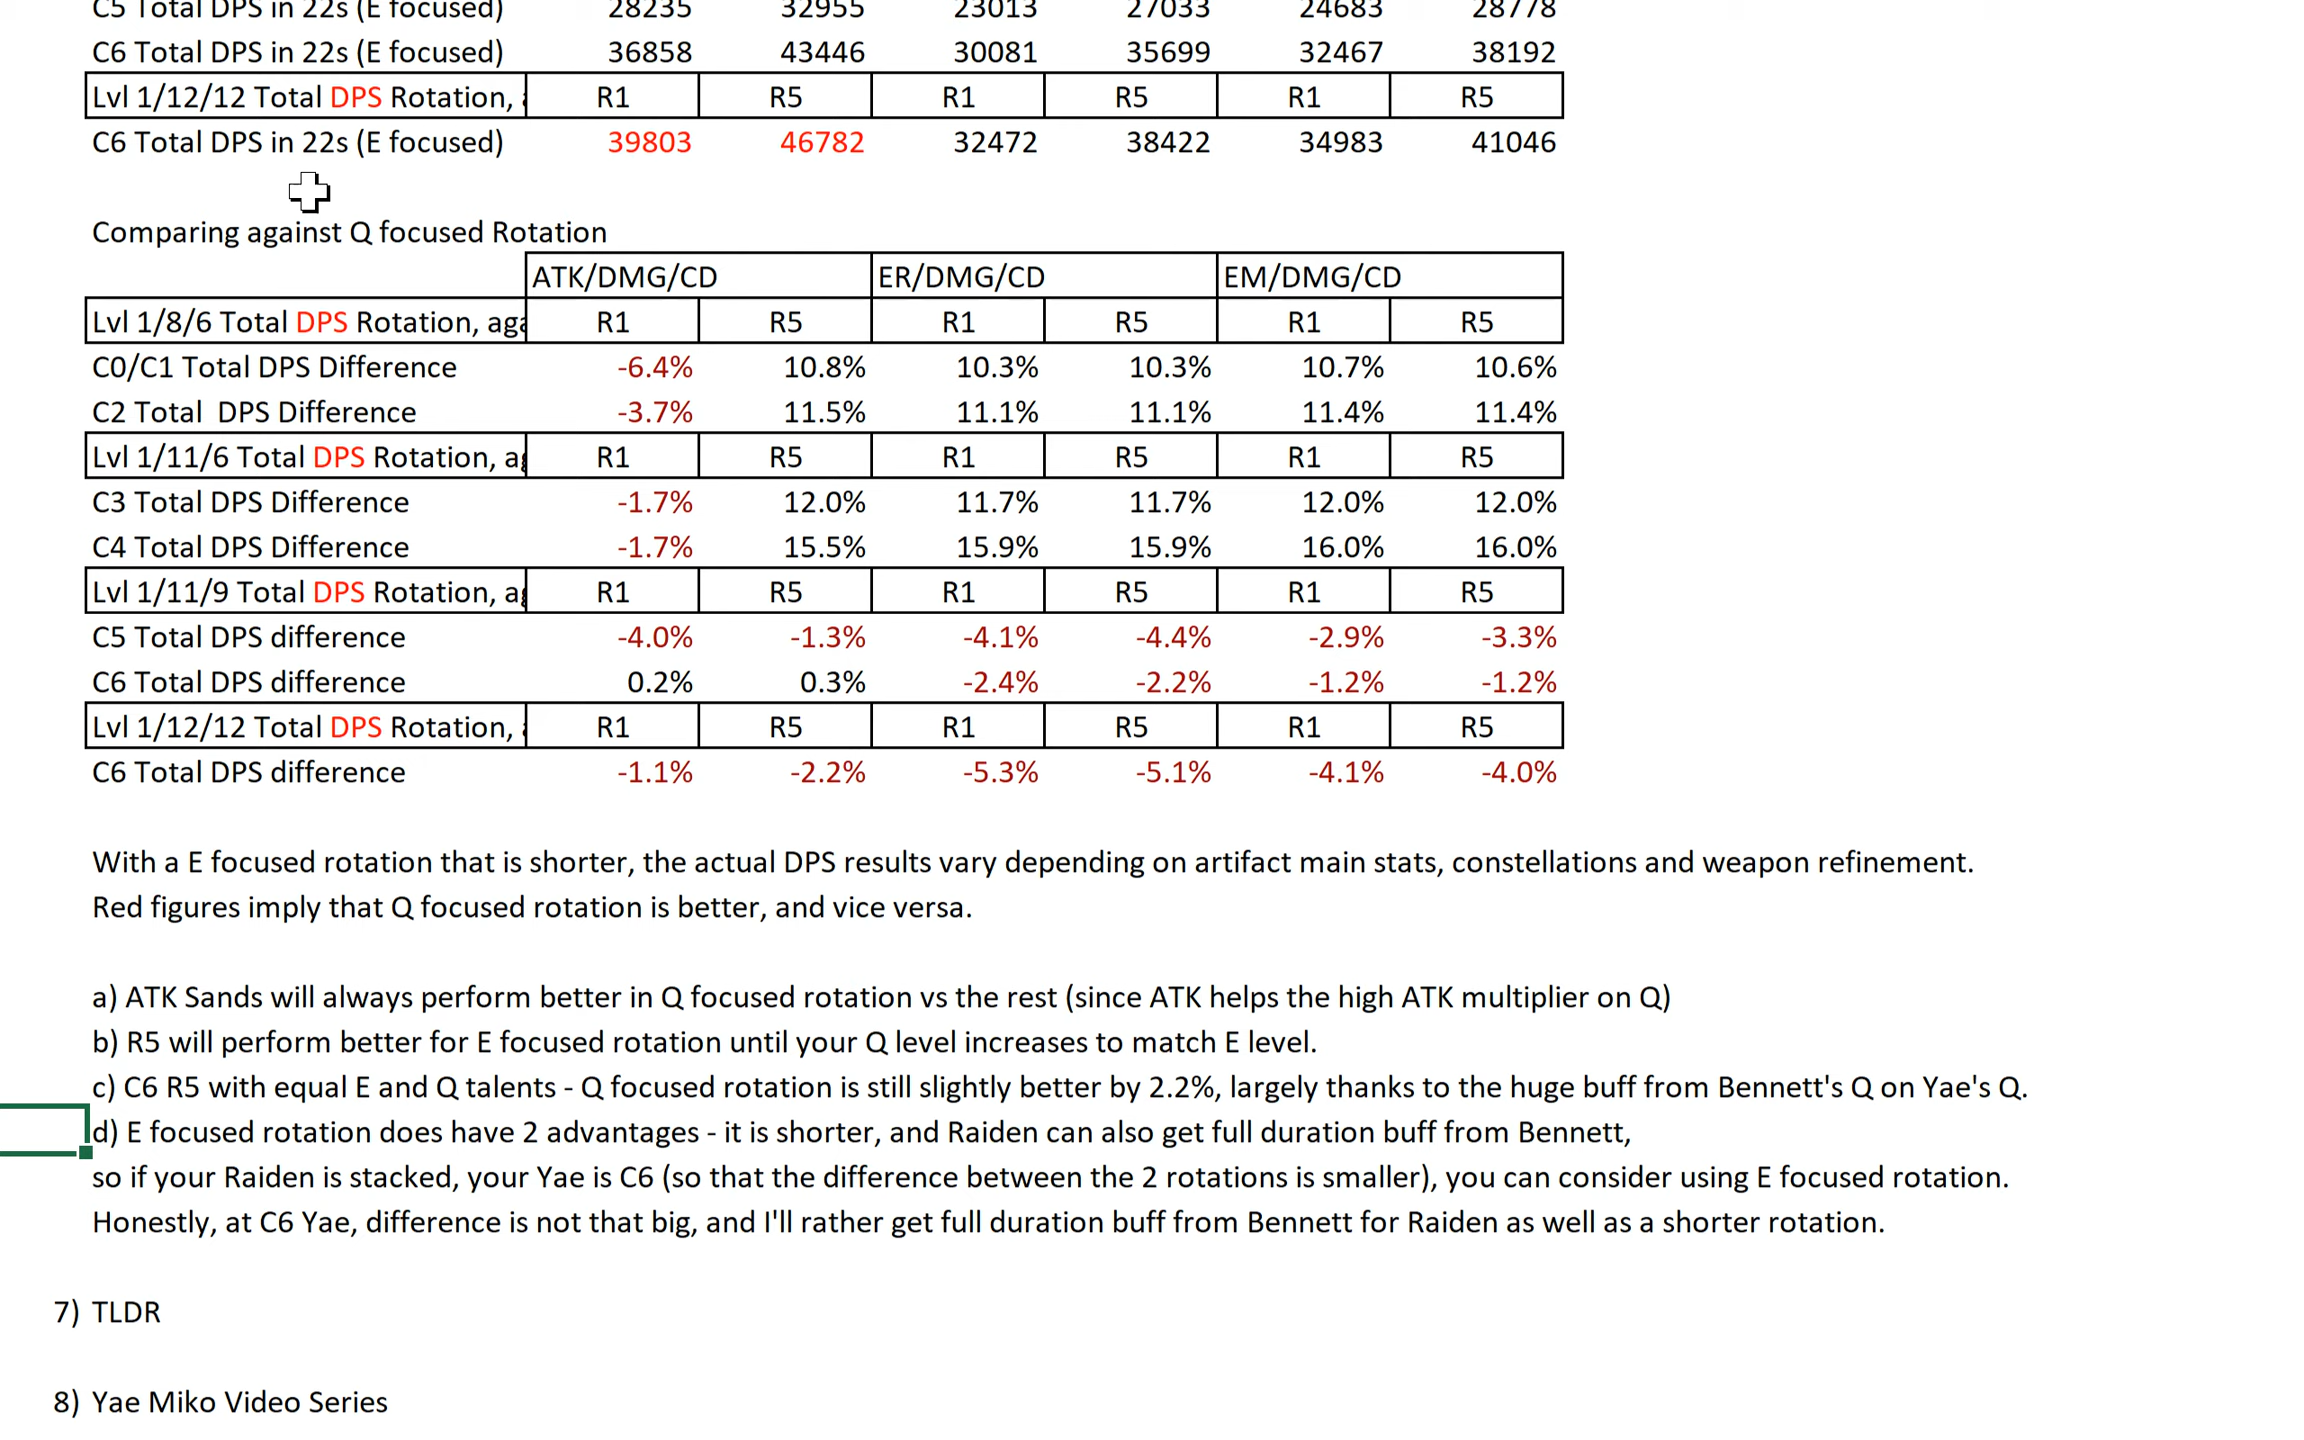 C5 Total DPS in 22s (E focused) 28235 32955 23013 27033 24683 28778
C6 Total DPS in 22s (E focused) 36858 43446 30081 35699 32467 38192
Lvl 1/12/12 Total DPS Rotation, R1 R5 R1 R5 R1 R5
C6 Total DPS in 22s (E focused) 39803 46782 32472 38422 34983 41046
Comparing against Q focused Rotation
ATK/DMG/CD ER/DMG/CD EM/DMG/CD
Lvl 1/8/6 Total DPS Rotation, R1 R5 R1 R5 R1 R5
C0/C1 Total DPS Difference -6.4% 10.8% 10.3% 10.3% 10.7% 10.6%
C2 Total  DPS Difference -3.7% 11.5% 11.1% 11.1% 11.4% 11.4%
Lvl 1/11/6 Total DPS Rotation, R1 R5 R1 R5 R1 R5
C3 Total DPS Difference -1.7% 12.0% 11.7% 11.7% 12.0% 12.0%
C4 Total DPS Difference -1.7% 15.5% 15.9% 15.9% 16.0% 16.0%
Lvl 1/11/9 Total DPS Rotation, R1 R5 R1 R5 R1 R5
C5 Total DPS difference -4.0% -1.3% -4.1% -4.4% -2.9% -3.3%
C6 Total DPS difference 0.2% 0.3% -2.4% -2.2% -1.2% -1.2%
Lvl 1/12/12 Total DPS Rotation, R1 R5 R1 R5 R1 R5
C6 Total DPS difference -1.1% -2.2% -5.3% -5.1% -4.1% -4.0%
With a E focused rotation that is shorter, the actual DPS results vary depending on artifact main stats, constellations and weapon refinement.
Red figures imply that Q focused rotation is better, and vice versa.
a) ATK Sands will always perform better in Q focused rotation vs the rest (since ATK helps the high ATK multiplier on Q)
b) R5 will perform better for E focused rotation until your Q level increases to match E level.
c) C6 R5 with equal E and Q talents - Q focused rotation is still slightly better by 2.2%, largely thanks to the huge buff from Bennett's Q on Yae's Q.
d) E focused rotation does have 2 advantages - it is shorter, and Raiden can also get full duration buff from Bennett,
so if your Raiden is stacked, your Yae is C6 (so that the difference between the 2 rotations is smaller), you can consider using E focused rotation.
Honestly, at C6 Yae, difference is not that big, and I'll rather get full duration buff from Bennett for Raiden as well as a shorter rotation.
7) TLDR
8) Yae Miko Video Series